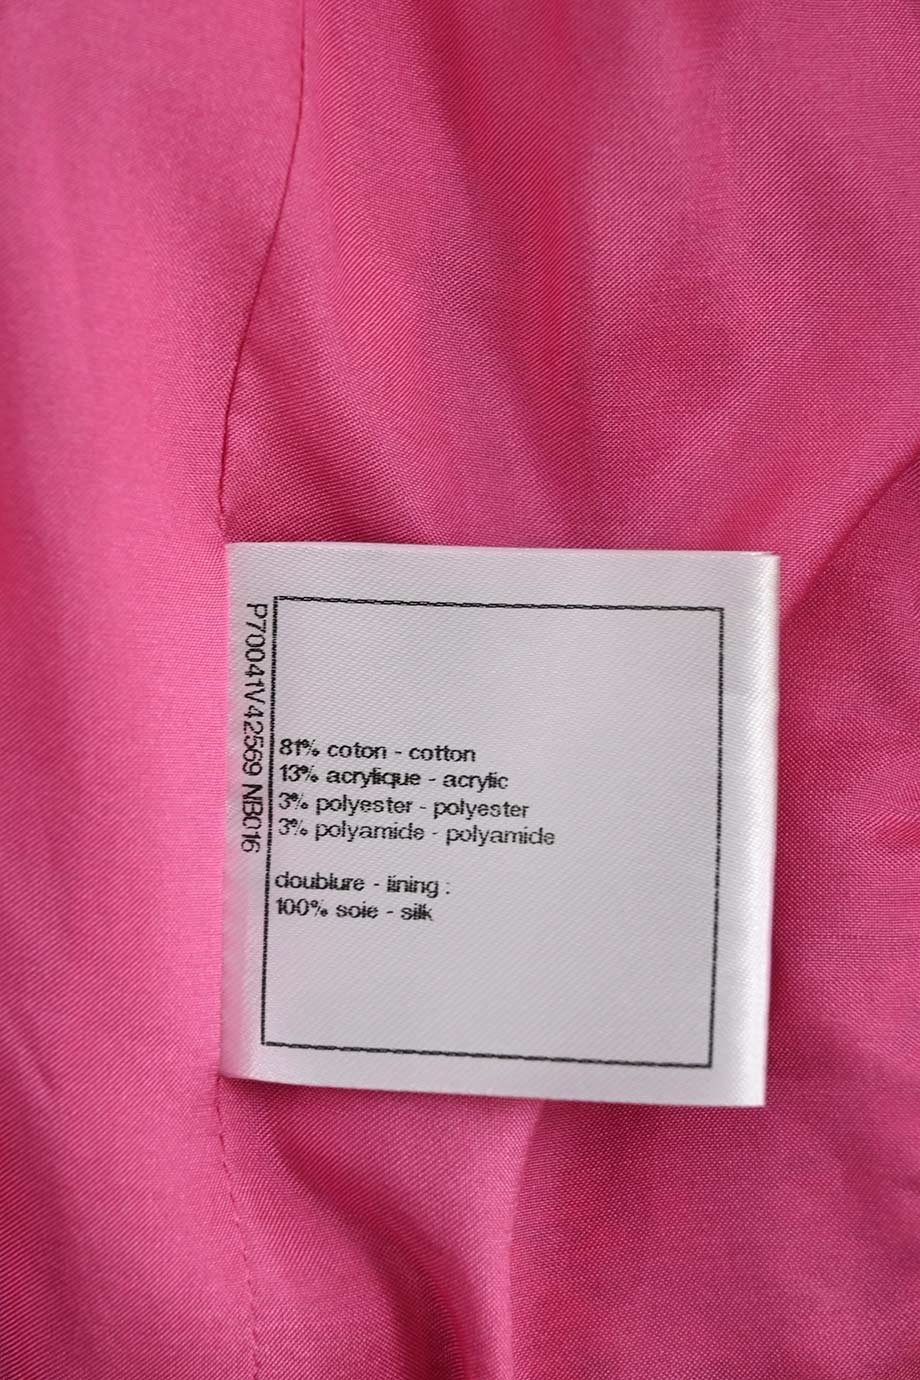 P70041V42569 NB016
81% coton - cotton
13% acrylique - acrylic
3% polyester - polyester
3% polyamide - polyamide
doublure - lining :
100% soie - silk